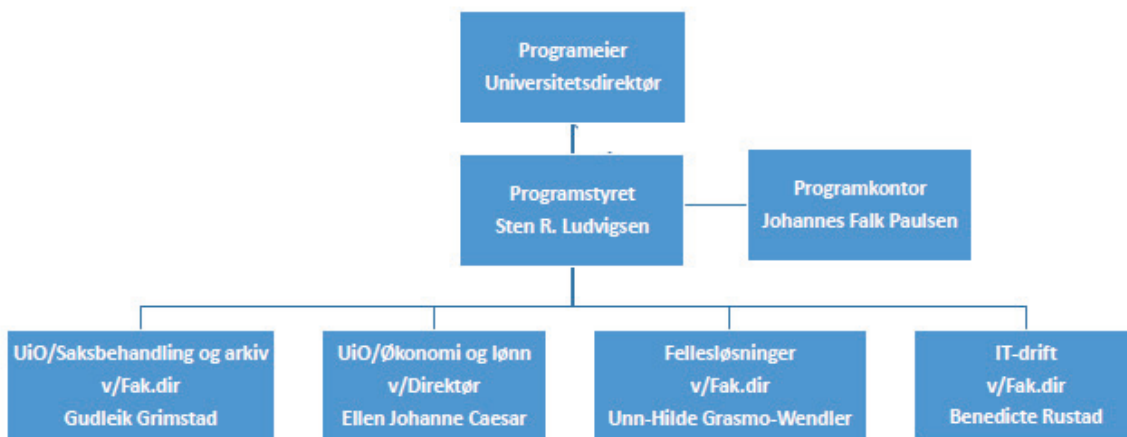 Programeier
Universitetsdirektør
Programstyret
Sten R. Ludvigsen
Programkontor
Johannes Falk Paulsen
UiO/Saksbehandling og arkiv
v/Fak.dir
Gudleik Grimstad
UiO/Økonomi og lønn
v/Direktør
Ellen Johanne Caesar
Fellesløsninger
v/Fak.dir
Unn-Hilde Grasmo-Wendler
IT-drift
v/Fak.dir
Benedicte Rustad